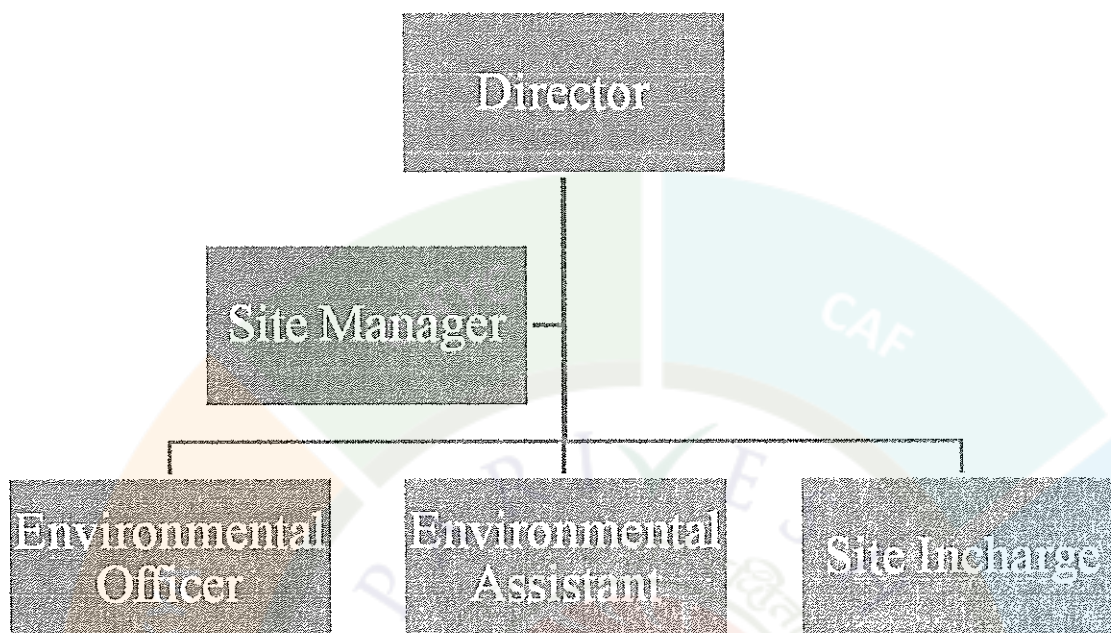 Director
Site Manager
CAF
Environmental
Officer
Environmental
Assistant
Site Incharge